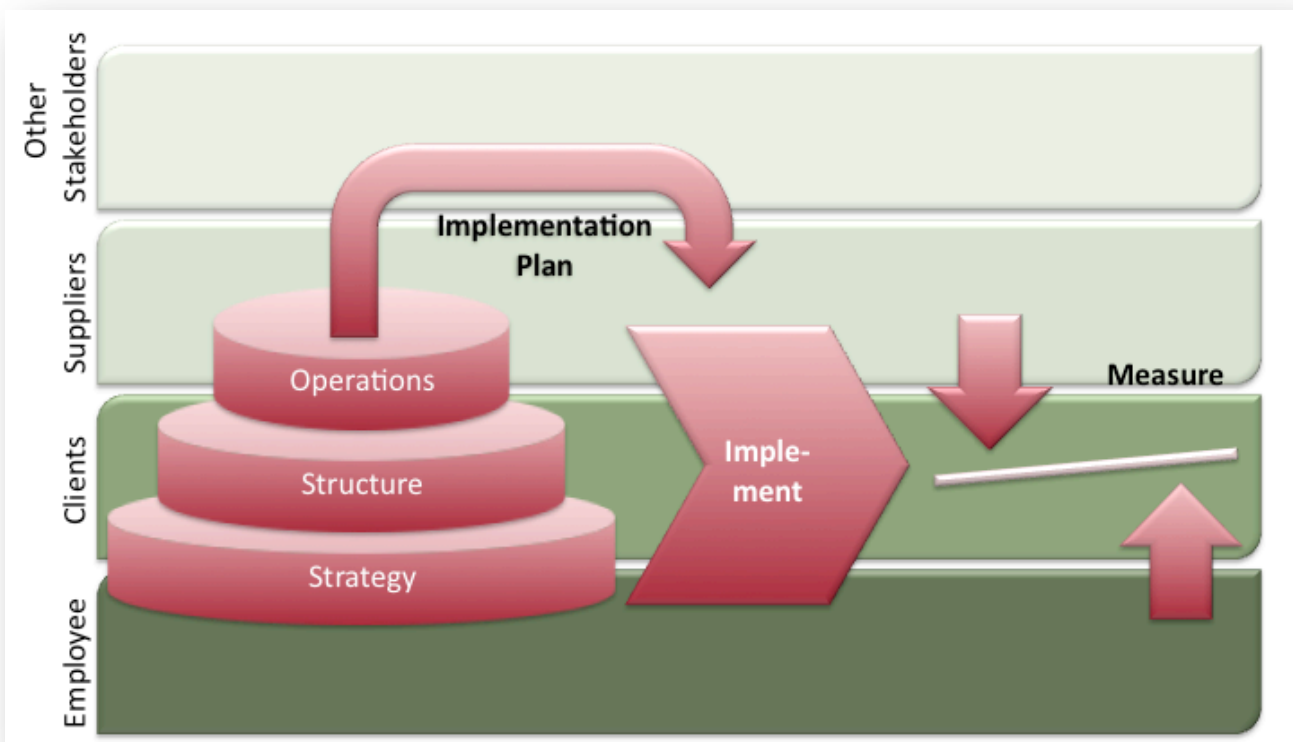 Other
Stakeholders
Suppliers
Clients
Employee
Implementation
Plan
Operations
Structure
Strategy
Imple-
ment
Measure